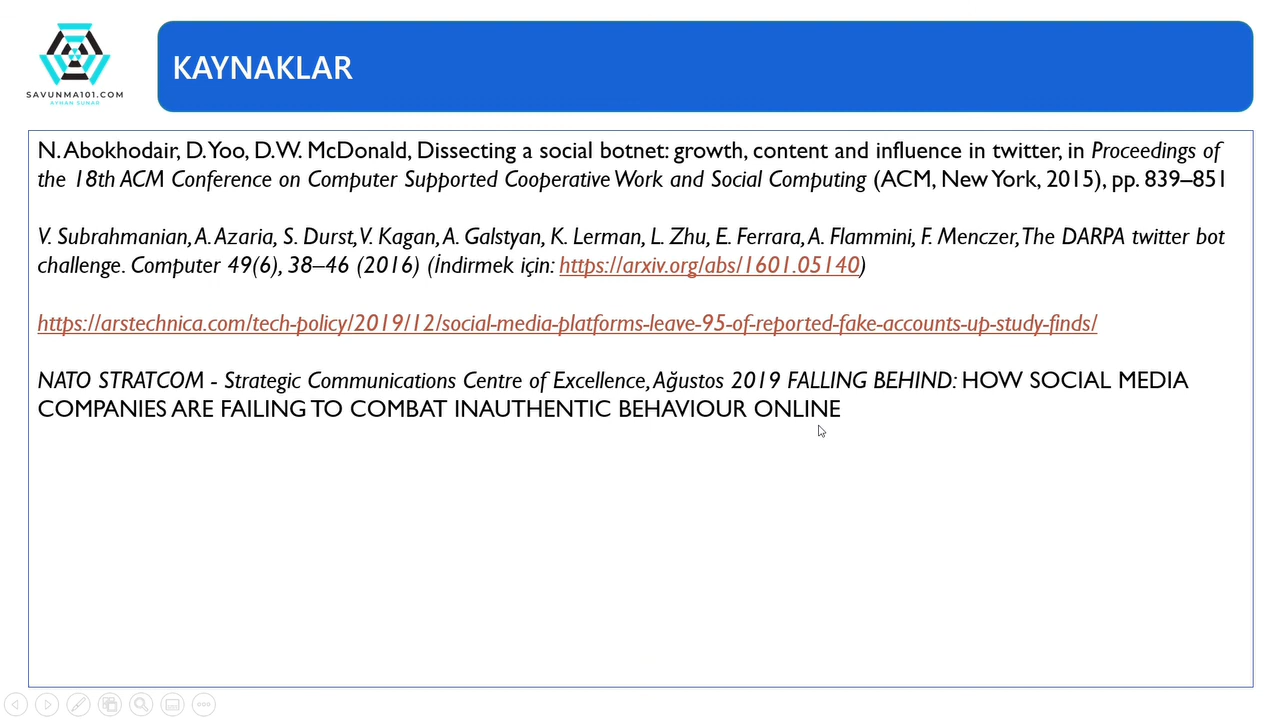 SAVUNMA101.COM
AYHAN SUNAR
KAYNAKLAR
N. Abokhodair, D. Yoo, D.W. McDonald, Dissecting a social botnet: growth, content and influence in twitter, in Proceedings of
the 18th ACM Conference on Computer Supported Cooperative Work and Social Computing (ACM, New York, 2015), pp. 839–851
V. Subrahmanian, A. Azaria, S. Durst, V. Kagan, A. Galstyan, K. Lerman, L. Zhu, E. Ferrara, A. Flammini, F. Menczer, The DARPA twitter bot
challenge. Computer 49(6), 38–46 (2016) (İndirmek için: https://arxiv.org/abs/1601.05140)
https://arstechnica.com/tech-policy/2019/12/social-media-platforms-leave-95-of-reported-fake-accounts-up-study-finds/
NATO STRATCOM - Strategic Communications Centre of Excellence, Ağustos 2019 FALLING BEHIND: HOW SOCIAL MEDIA
COMPANIES ARE FAILING TO COMBAT INAUTHENTIC BEHAVIOUR ONLINE